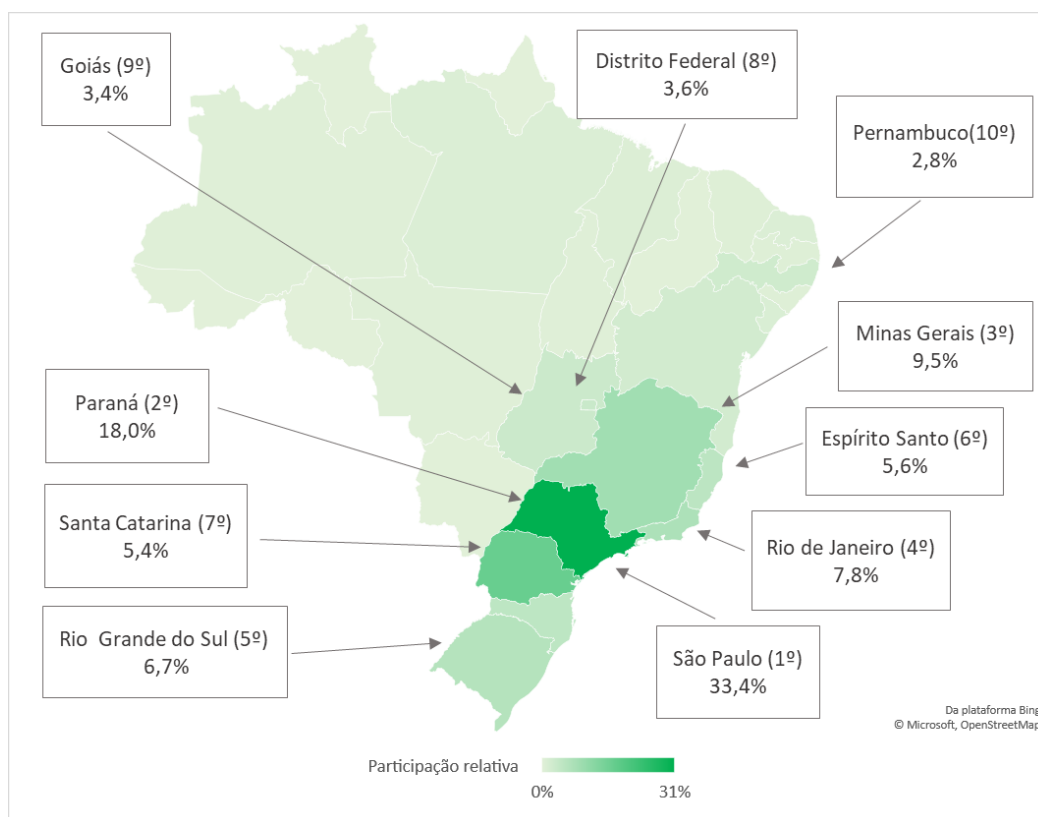 Goiás (9º)
3,4%
Distrito Federal (8º)
3,6%
Pernambuco(10º)
2,8%
Minas Gerais (3º)
9,5%
Paraná (2º)
18,0%
Espírito Santo (6º)
5,6%
Santa Catarina (7º)
5,4%
Rio de Janeiro (4º)
7,8%
Rio Grande do Sul (5º)
6,7%
São Paulo (1º)
33,4%
Da plataforma Bing
© Microsoft, OpenStreetMap
Participação relativa
0%
31%